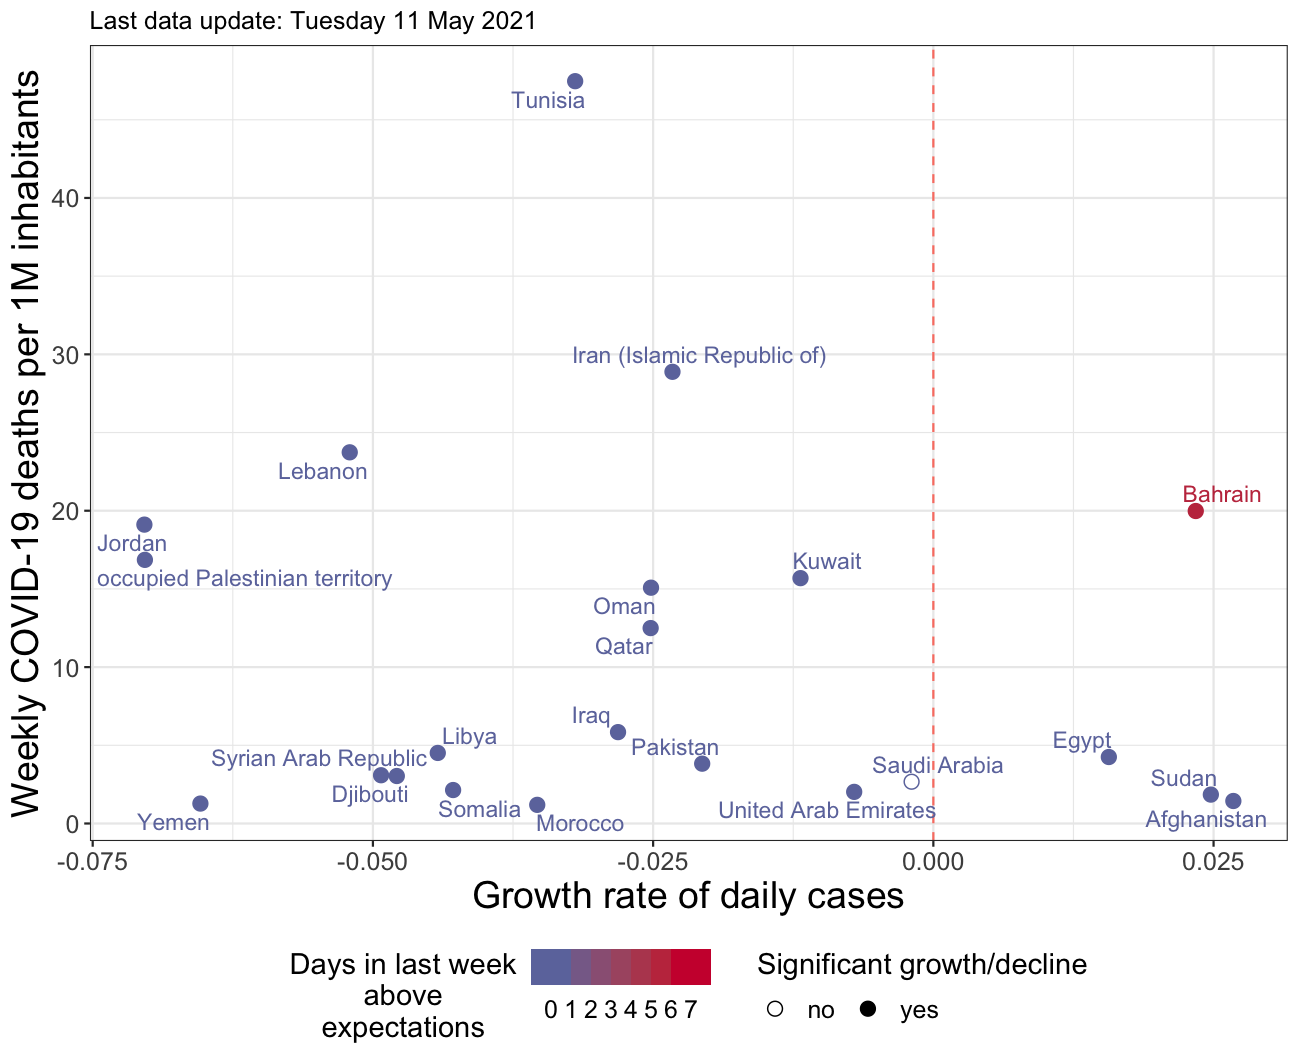 Last data update: Tuesday 11 May 2021
Weekly COVID-19 deaths per 1M inhabitants
40
30
20
10
0
Tunisia
Iran (Islamic Republic of)
Lebanon
Bahrain
Jordan
Kuwait
occupied Palestinian territory
Oman
Qatar
Iraq
Libya
Egypt
Pakistan
Syrian Arab Republic
Saudi Arabia
Sudan
Djibouti
Somalia
United Arab Emirates
Afghanistan
Yemen
Morocco
-0.075 -0.050 -0.025 0.000 0.025
Growth rate of daily cases
Days in last week
above
expectations
0 1 2 3 4 5 6 7
Significant growth/decline
no yes